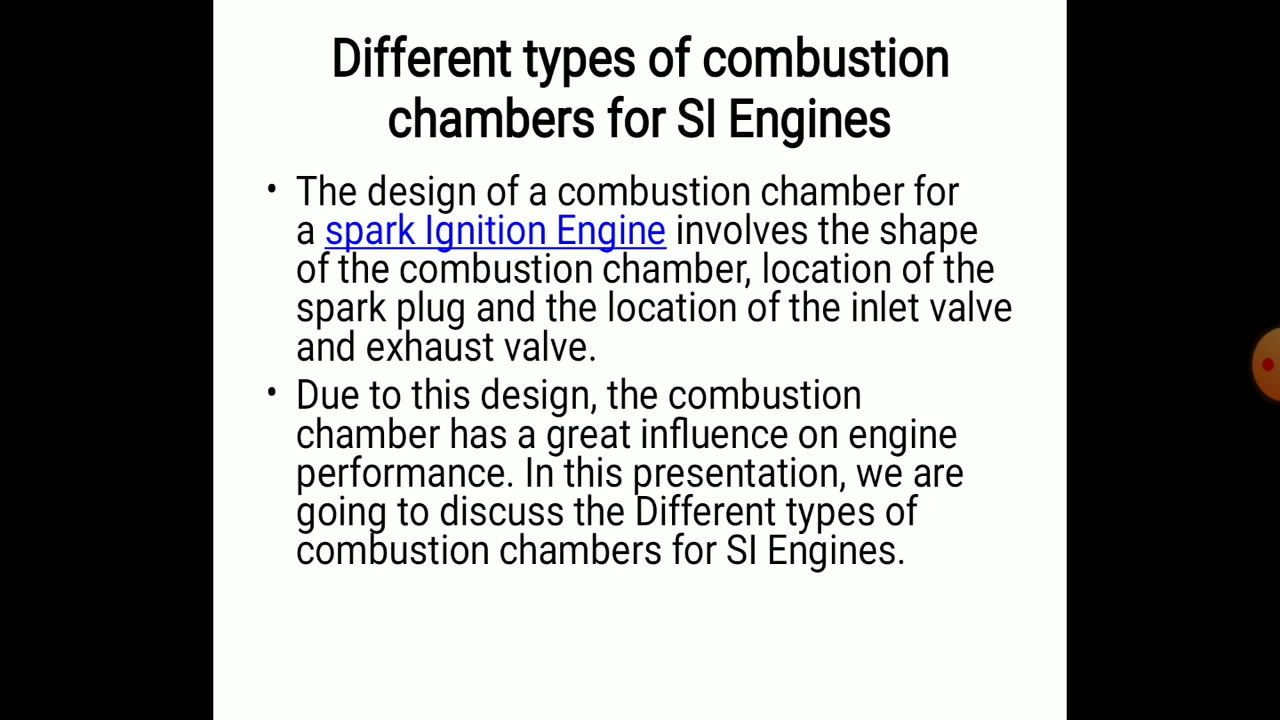 Different types of combustion
chambers for SI Engines
• The design of a combustion chamber for
a spark Ignition Engine involves the shape
of the combustion chamber, location of the
spark plug and the location of the inlet valve
and exhaust valve.
• Due to this design, the combustion
chamber has a great influence on engine
performance. In this presentation, we are
going to discuss the Different types of
combustion chambers for SI Engines.